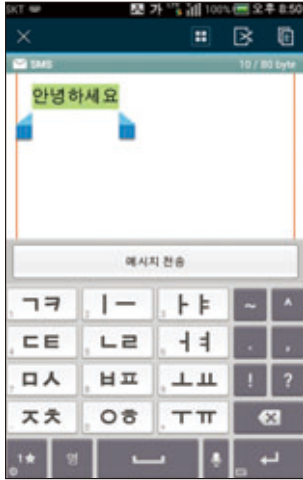 SKT 가 100% 오후 8:50
SMS 10 / 80 byte
안녕하세요
메시지 전송
ㄱㅋ ㅣㅡ ㅏㅑ ~ ^
ㄷㅌ ㄴㄹ ㅓㅕ . ,
ㅁㅅ ㅂㅍ ㅗㅛ ! ?
ㅈㅊ ㅇㅎ ㅜㅠ
1★ 영